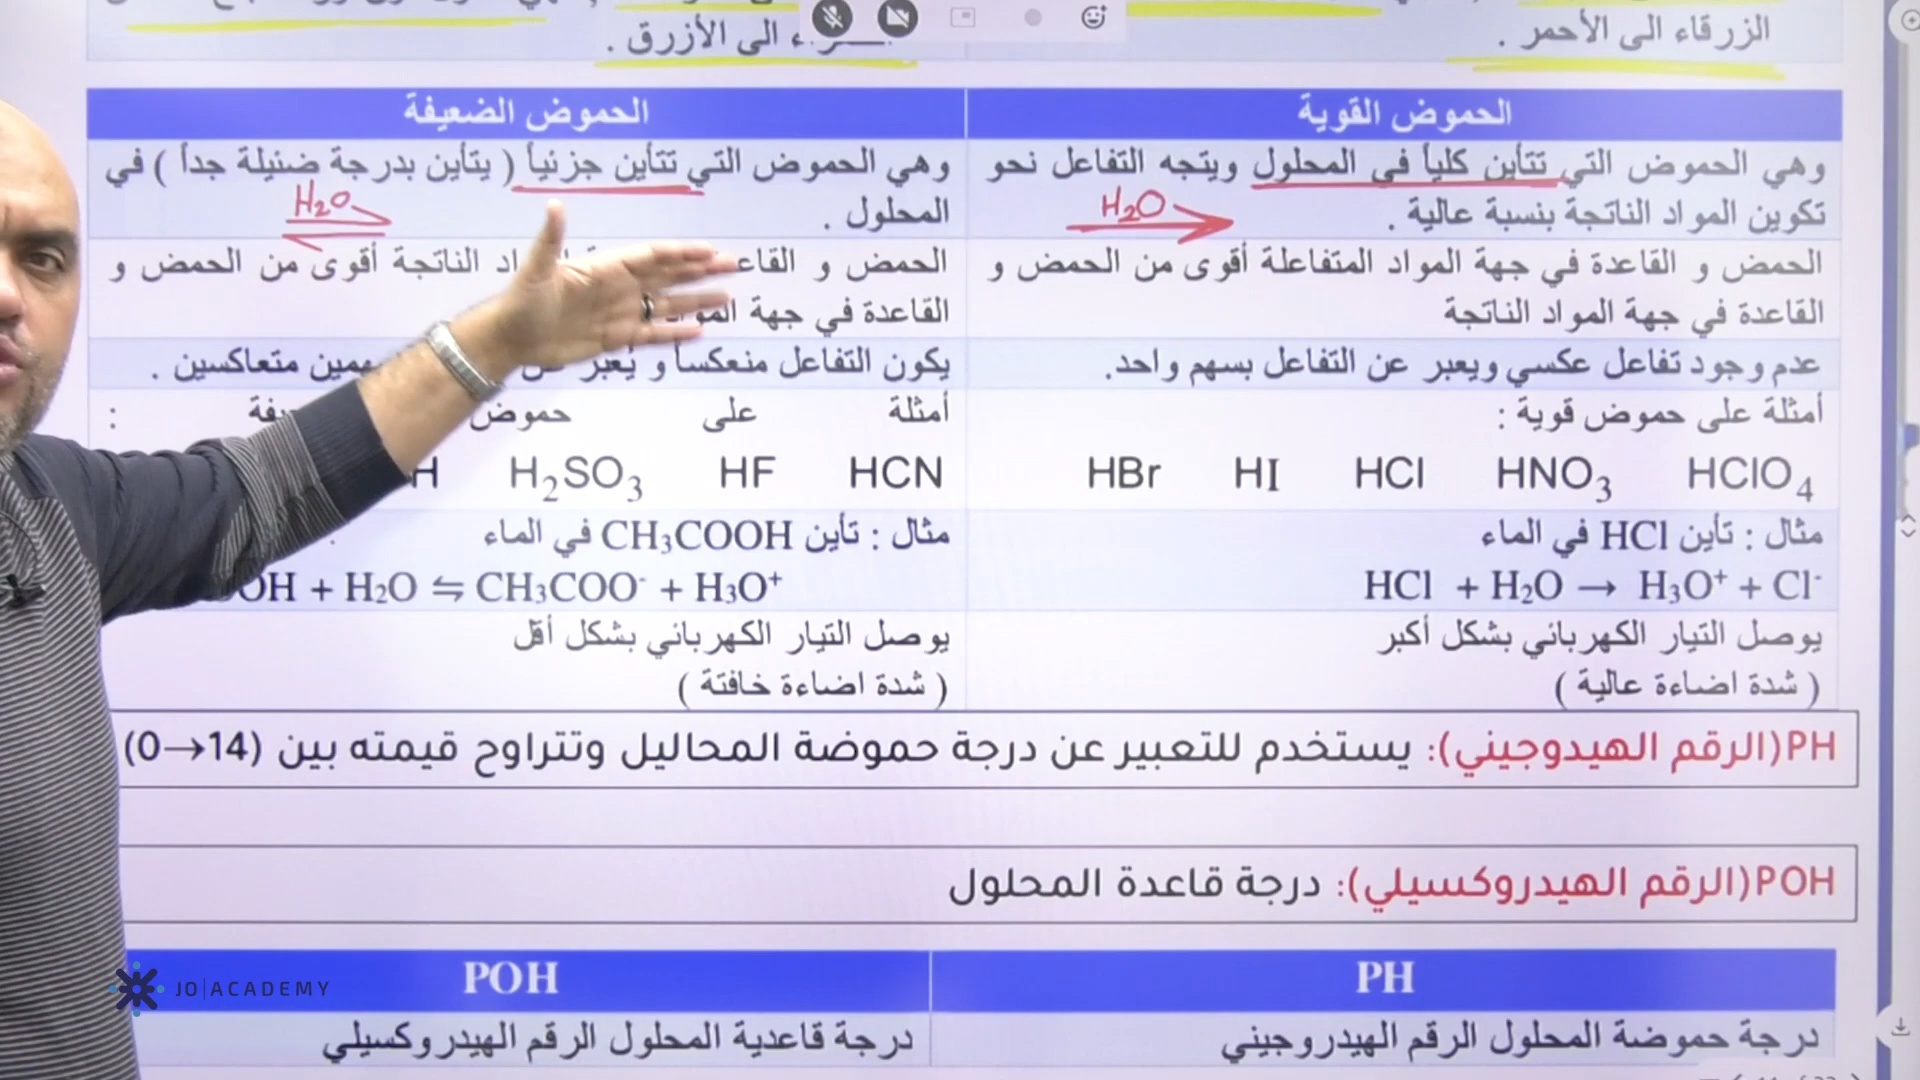 الزرقاء الى الأحمر .
الى الأزرق .
الحموض القوية
الحموض الضعيفة
وهي الحموض التي تتأين كلياً في المحلول ويتجه التفاعل نحو
تكوين المواد الناتجة بنسبة عالية .
H₂O
وهي الحموض التي تتأين جزئياً ( يتأين بدرجة ضئيلة جداً ) في
المحلول .
H₂O
الحمض و القاعدة في جهة المواد المتفاعلة أقوى من الحمض و
القاعدة في جهة المواد الناتجة
الحمض و الناتجة أقوى من الحمض و
القاعدة في جهة
عدم وجود تفاعل عكسي ويعبر عن التفاعل بسهم واحد.
يكون التفاعل منعكساً و يُعبر متعاكسين .
أمثلة على حموض قوية :
HBr HI HCl HNO₃ HClO₄
أمثلة على حموض :
H H₂SO₃ HF HCN
مثال : تأين HCl في الماء
HCl + H₂O → H₃O⁺ + Cl⁻
مثال : تأين CH₃COOH في الماء
OH + H₂O ⇋ CH₃COO⁻ + H₃O⁺
يوصل التيار الكهربائي بشكل أكبر
( شدة اضاءة عالية )
يوصل التيار الكهربائي بشكل أقل
( شدة اضاءة خافتة )
PH(الرقم الهيدوجيني): يستخدم للتعبير عن درجة حموضة المحاليل وتتراوح قيمته بين (0→14)
POH(الرقم الهيدروكسيلي): درجة قاعدة المحلول
PH
POH
درجة حموضة المحلول الرقم الهيدروجيني
درجة قاعدية المحلول الرقم الهيدروكسيلي
JO|ACADEMY